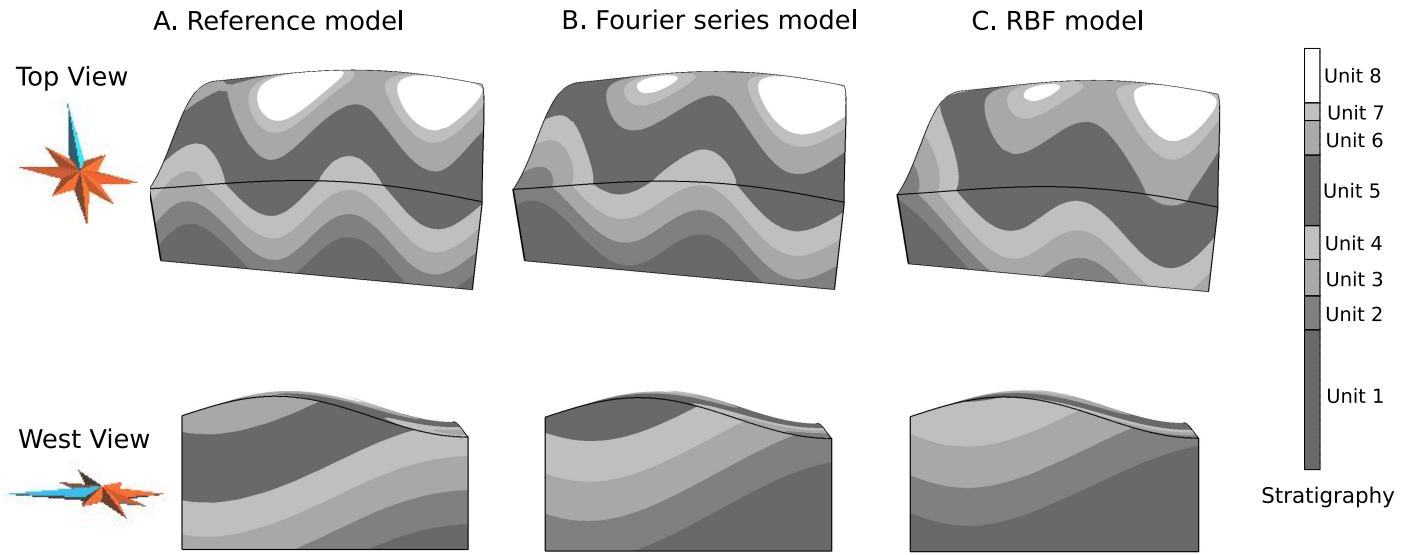 A. Reference model
B. Fourier series model
C. RBF model
Top View
Unit 8
Unit 7
Unit 6
Unit 5
Unit 4
Unit 3
Unit 2
Unit 1
West View
Stratigraphy